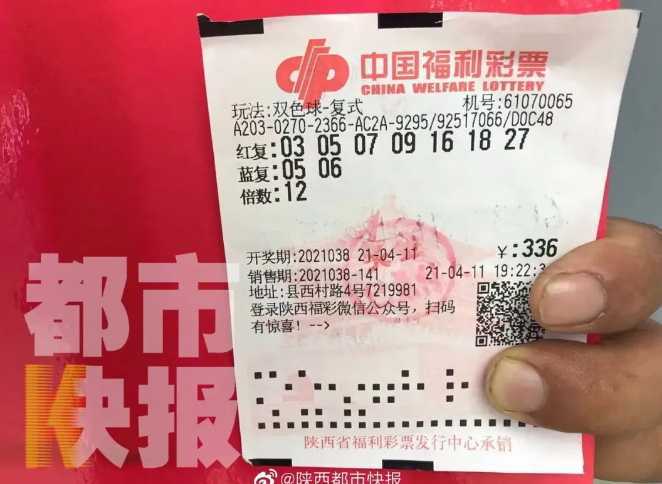 中国福利彩票
CHINA WELFARE LOTTERY
玩法:双色球-复式 机号:61070065
A203-0270-2366-AC2A-9295/92517066/D0C48
红复:03 05 07 09 16 18 27
蓝复:05 06
倍数:12
开奖期:2021038 21-04-11 ¥:336
销售期:2021038-141 21-04-11 19:22:3
地址:县西村路4号7219981
登录陕西福彩微信公众号，扫码
有惊喜！-->
陕西省福利彩票发行中心承销
都市
快报
@陕西都市快报